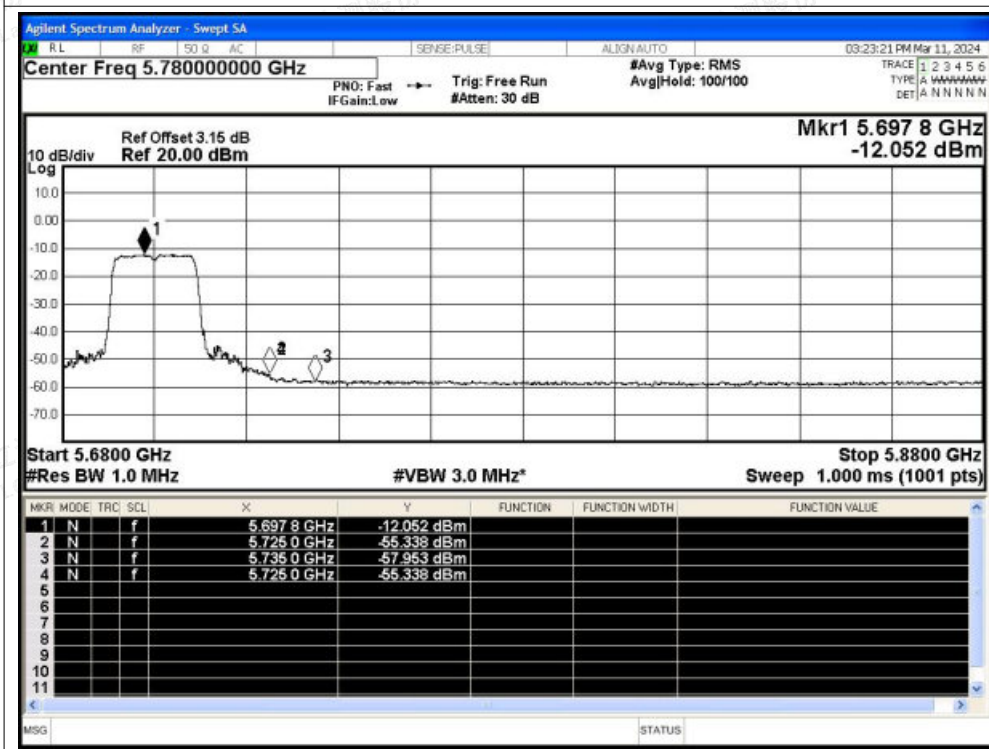 Agilent Spectrum Analyzer - Swept SA
LXI RL RF 50 Ω AC SENSE:PULSE ALIGN AUTO 03:23:21 PM Mar 11, 2024
Center Freq 5.780000000 GHz
PNO: Fast
IFGain:Low
Trig: Free Run
#Atten: 30 dB
#Avg Type: RMS
Avg|Hold: 100/100
TRACE 1 2 3 4 5 6
TYPE A WWWWW
DET A N N N N N
Mkr1 5.697 8 GHz
-12.052 dBm
Ref Offset 3.15 dB
10 dB/div Ref 20.00 dBm
Log
10.0
0.00
-10.0
-20.0
-30.0
-40.0
-50.0
-60.0
-70.0
1
2
3
Start 5.6800 GHz Stop 5.8800 GHz
#Res BW 1.0 MHz #VBW 3.0 MHz* Sweep 1.000 ms (1001 pts)
MKR MODE TRC SCL X Y FUNCTION FUNCTION WIDTH FUNCTION VALUE
1 N f 5.697 8 GHz -12.052 dBm
2 N f 5.725 0 GHz -55.338 dBm
3 N f 5.735 0 GHz -57.953 dBm
4 N f 5.725 0 GHz -55.338 dBm
5
6
7
8
9
10
11
MSG STATUS